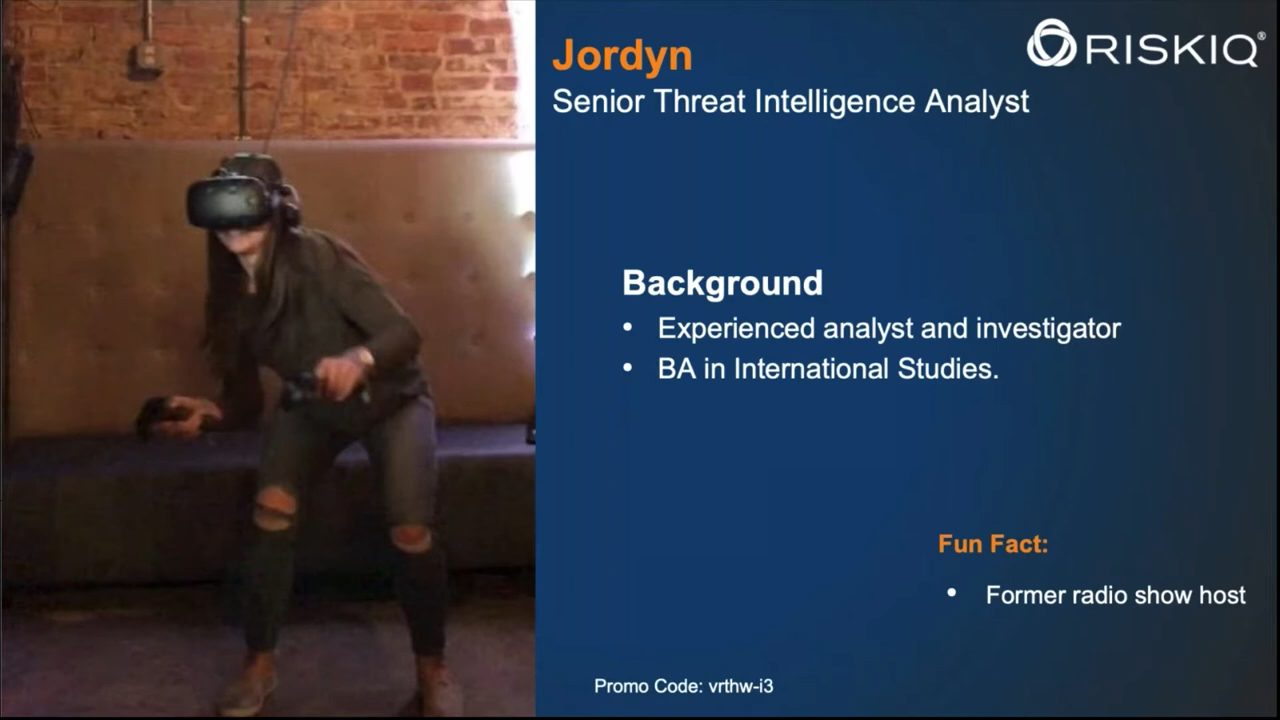 Jordyn
RISKIQ®
Senior Threat Intelligence Analyst
Background
• Experienced analyst and investigator
• BA in International Studies.
Fun Fact:
• Former radio show host
Promo Code: vrthw-i3